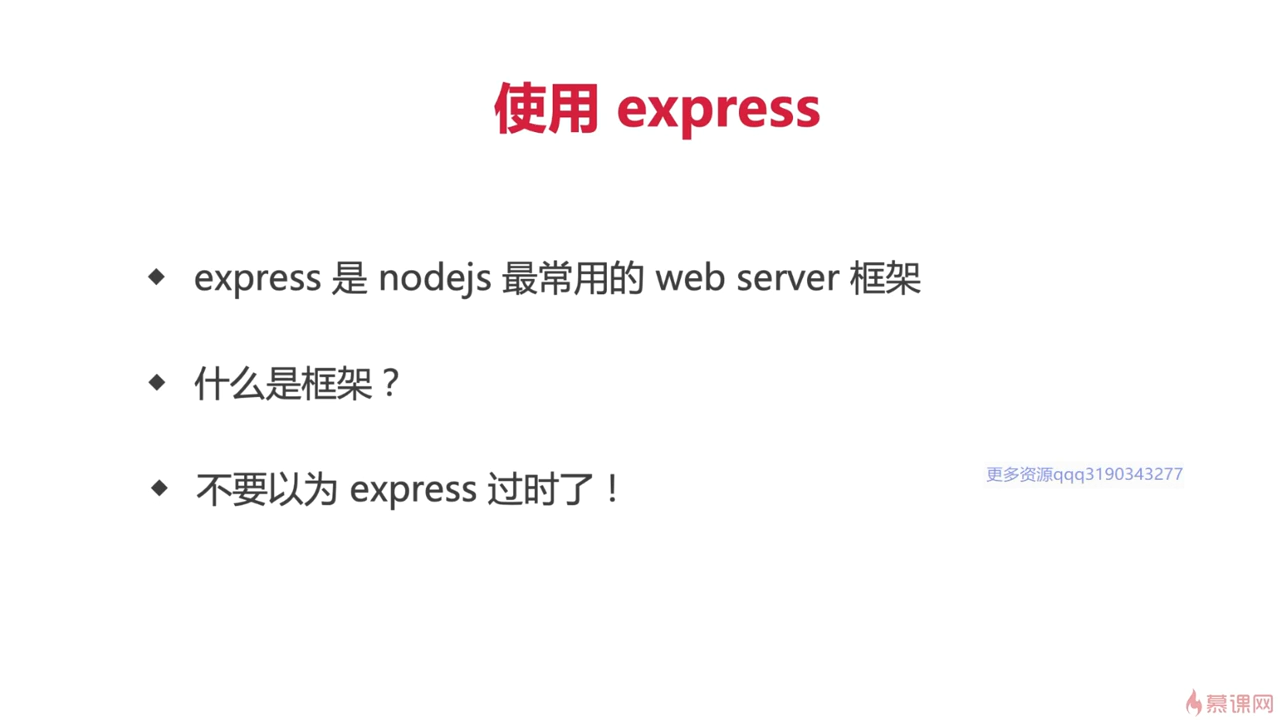 使用 express
express 是 nodejs 最常用的 web server 框架
什么是框架？
不要以为 express 过时了！
更多资源qqq3190343277
慕课网